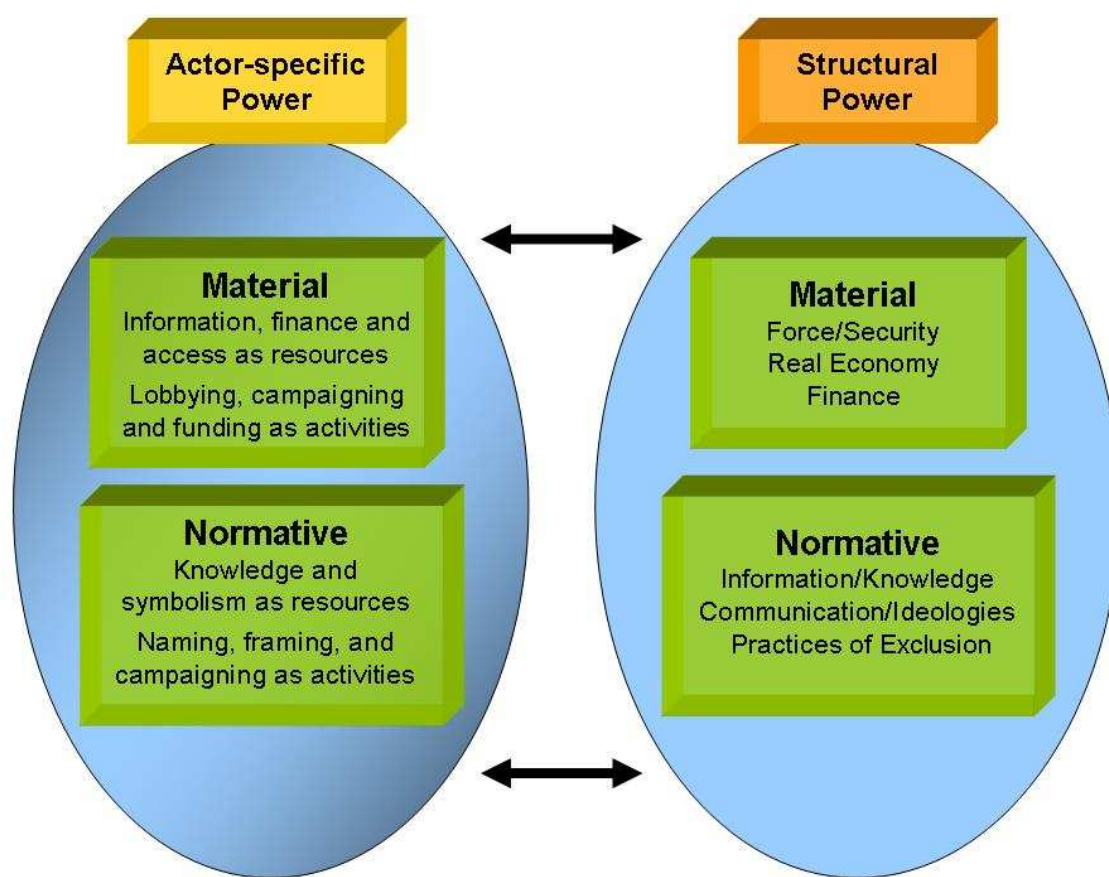 Actor-specific
Power
Material
Information, finance and
access as resources
Lobbying, campaigning
and funding as activities
Normative
Knowledge and
symbolism as resources
Naming, framing, and
campaigning as activities
Structural
Power
Material
Force/Security
Real Economy
Finance
Normative
Information/Knowledge
Communication/Ideologies
Practices of Exclusion